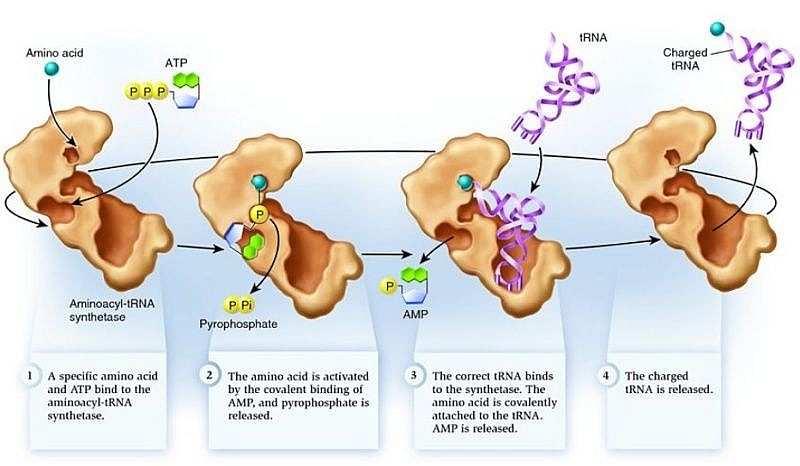 Amino acid
ATP
P P P
tRNA
Charged
tRNA
P
P
AMP
P Pi
Pyrophosphate
Aminoacyl-tRNA
synthetase
1 A specific amino acid
and ATP bind to the
aminoacyl-tRNA
synthetase.
2 The amino acid is activated
by the covalent binding of
AMP, and pyrophosphate is
released.
3 The correct tRNA binds
to the synthetase. The
amino acid is covalently
attached to the tRNA.
AMP is released.
4 The charged
tRNA is released.